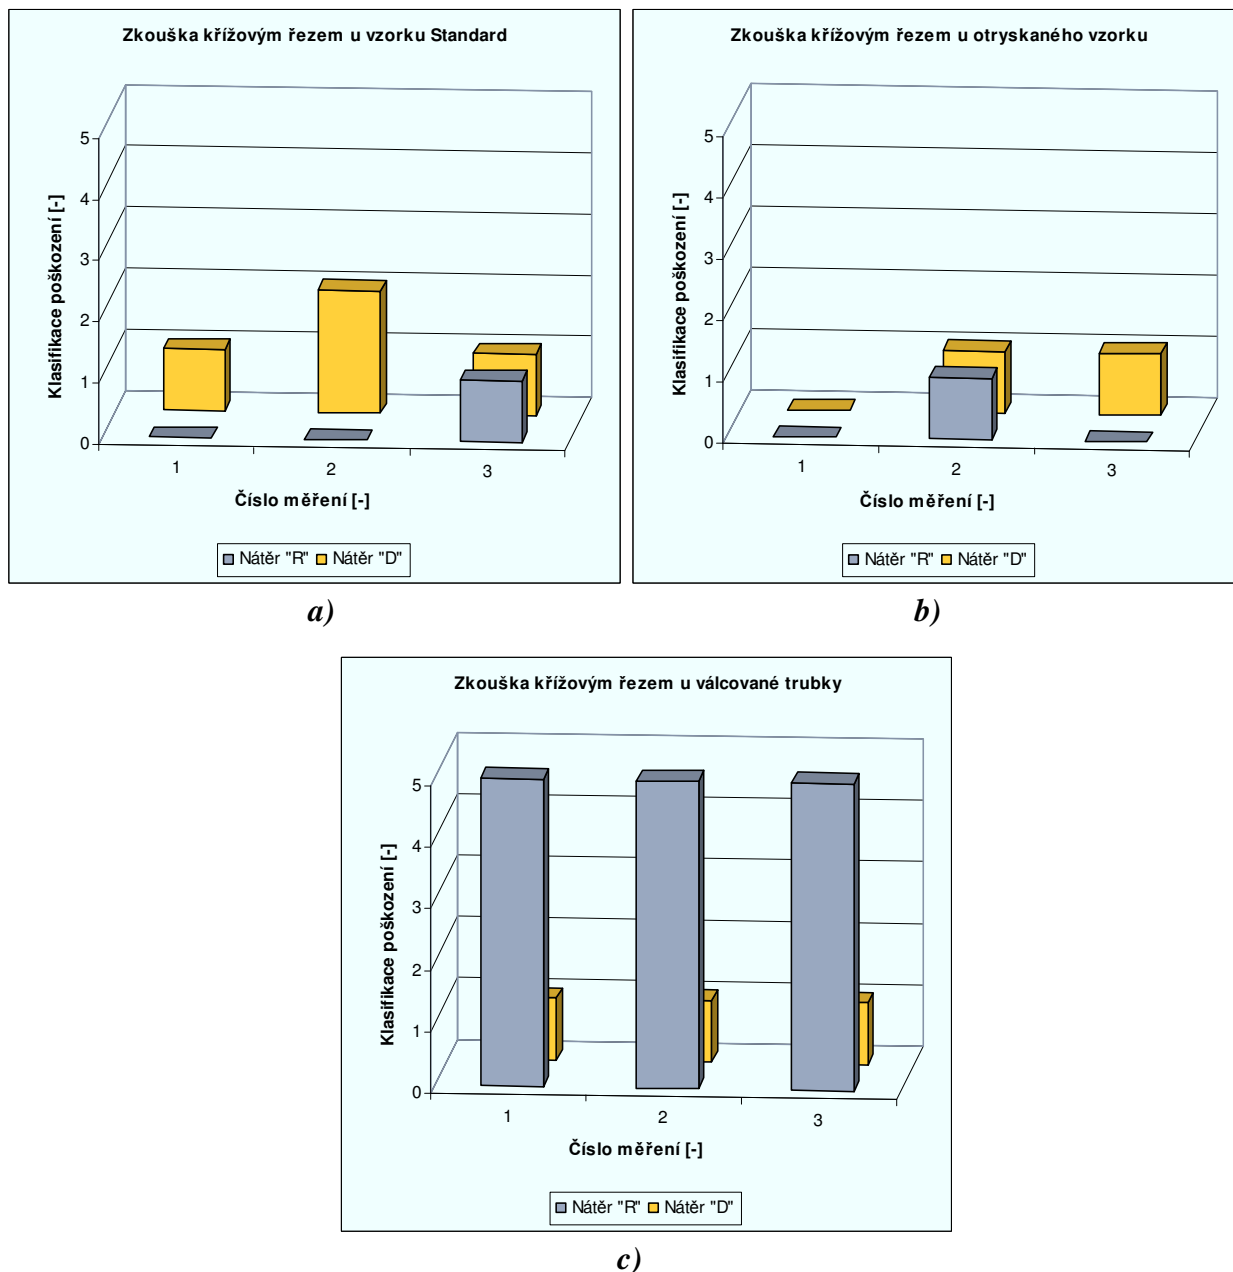 Zkouška křížovým řezem u vzorku Standard
Klasifikace poškození [-]
5
4
3
2
1
0
1 2 3
Číslo měření [-]
Nátěr "R" Nátěr "D"
a)
Zkouška křížovým řezem u otryskaného vzorku
Klasifikace poškození [-]
5
4
3
2
1
0
1 2 3
Číslo měření [-]
Nátěr "R" Nátěr "D"
b)
Zkouška křížovým řezem u válcované trubky
Klasifikace poškození [-]
5
4
3
2
1
0
1 2 3
Číslo měření [-]
Nátěr "R" Nátěr "D"
c)